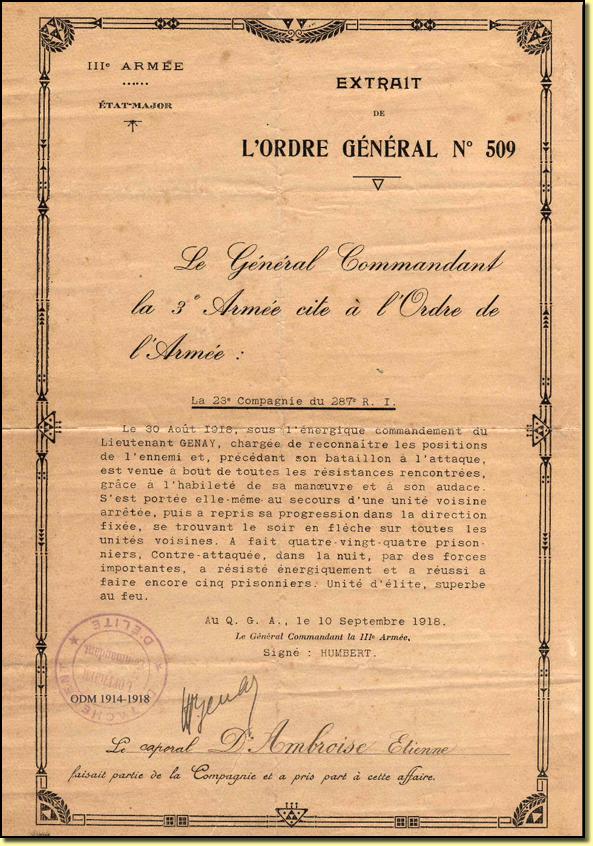 IIIe ARMÉE
ÉTAT-MAJOR
EXTRAIT
DE
L'ORDRE GÉNÉRAL N° 509
Le Général Commandant
la 3e Armée cite à l'Ordre de
l'Armée :
La 23e Compagnie du 287e R. I.
Le 30 Août 1918, sous l'énergique commandement du
Lieutenant GENAY, chargée de reconnaître les positions
de l'ennemi et, précédant son bataillon à l'attaque,
est venue à bout de toutes les résistances rencontrées,
grâce à l'habileté de sa manœuvre et à son audace.
S'est portée elle-même au secours d'une unité voisine
arrêtée, puis a repris sa progression dans la direction
fixée, se trouvant le soir en flèche sur toutes les
unités voisines. A fait quatre-vingt-quatre prison-
niers, Contre-attaquée, dans la nuit, par des forces
importantes, a résisté énergiquement et a réussi à
faire encore cinq prisonniers. Unité d'élite, superbe
au feu.
Au Q. G. A., le 10 Septembre 1918.
Le Général Commandant la IIIe Armée,
Signé : HUMBERT.
D'ELITE
Commandant
ODM 1914-1918
Genay
Le caporal D'Ambroise Etienne
faisait partie de la Compagnie et a pris part à cette affaire.